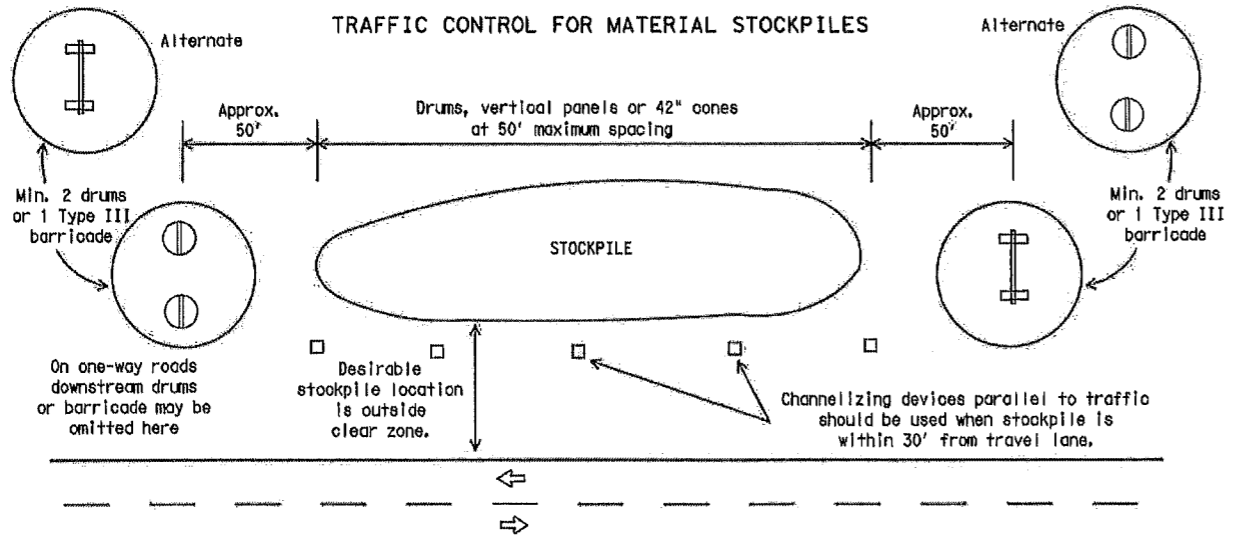 TRAFFIC CONTROL FOR MATERIAL STOCKPILES
Alternate
Alternate
Approx.
50'
Drums, vertical panels or 42" cones
at 50' maximum spacing
Approx.
50'
Min. 2 drums
or 1 Type III
barricade
STOCKPILE
Min. 2 drums
or 1 Type III
barricade
On one-way roads
downstream drums
or barricade may be
omitted here
Desirable
stockpile location
is outside
clear zone.
Channelizing devices parallel to traffic
should be used when stockpile is
within 30' from travel lane.